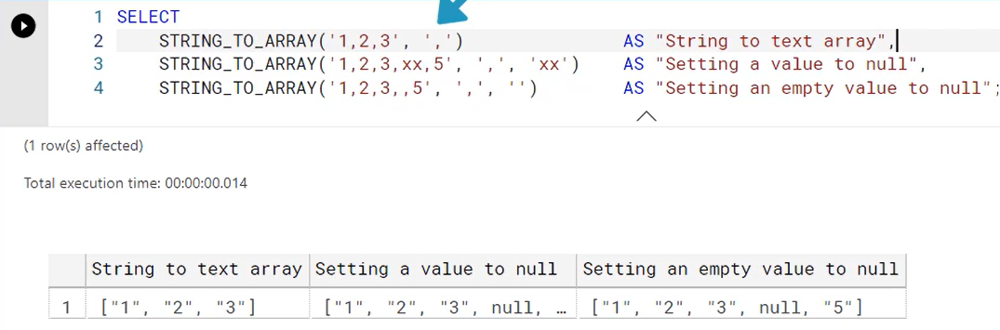 1 SELECT
2 STRING_TO_ARRAY('1,2,3', ',') AS "String to text array",
3 STRING_TO_ARRAY('1,2,3,xx,5', ',', 'xx') AS "Setting a value to null",
4 STRING_TO_ARRAY('1,2,3,,5', ',', '') AS "Setting an empty value to null";
(1 row(s) affected)
Total execution time: 00:00:00.014
String to text array Setting a value to null Setting an empty value to null
1 ["1", "2", "3"] ["1", "2", "3", null, … ["1", "2", "3", null, "5"]